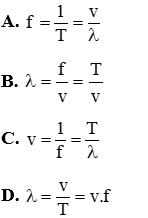 A. f = 1/T = v/λ
B. λ = f/v = T/v
C. v = 1/f = T/λ
D. λ = v/T = v.f